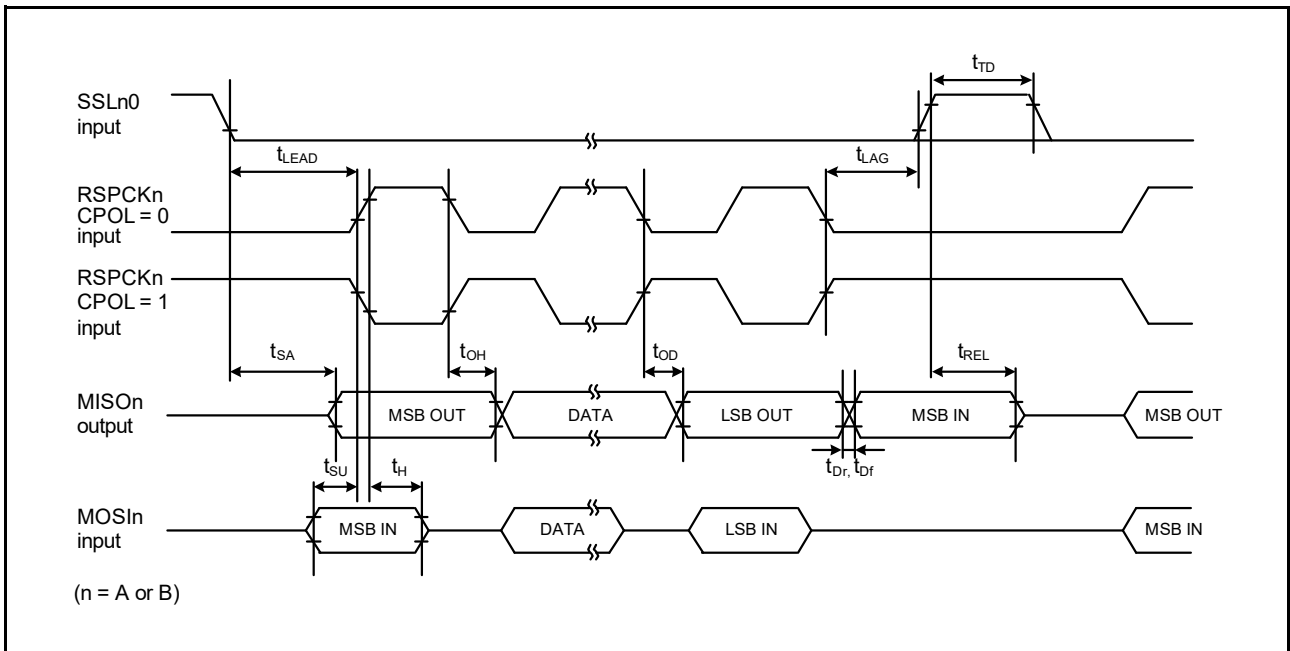 tTD
SSLn0
input
tLEAD
tLAG
RSPCKn
CPOL = 0
input
RSPCKn
CPOL = 1
input
tSA
tOH
tOD
tREL
MISOn
output
MSB OUT
DATA
LSB OUT
MSB IN
MSB OUT
tSU
tH
tDr, tDf
MOSIn
input
MSB IN
DATA
LSB IN
MSB IN
(n = A or B)